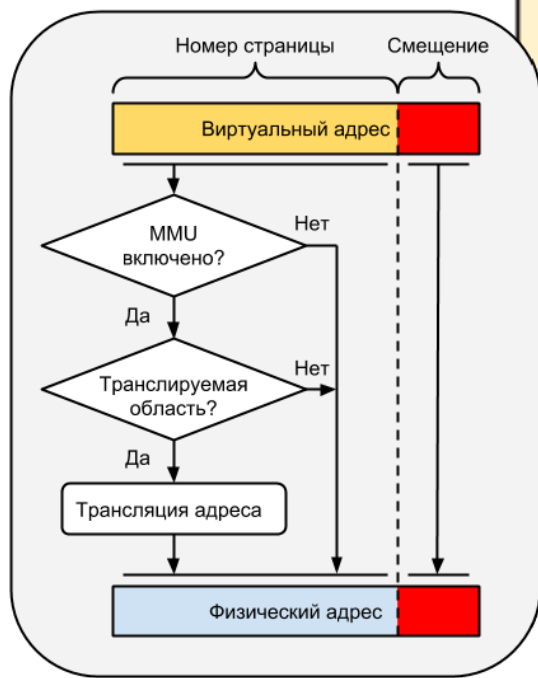 Номер страницы Смещение
Виртуальный адрес
MMU
включено?
Нет
Да
Транслируемая
область?
Нет
Да
Трансляция адреса
Физический адрес